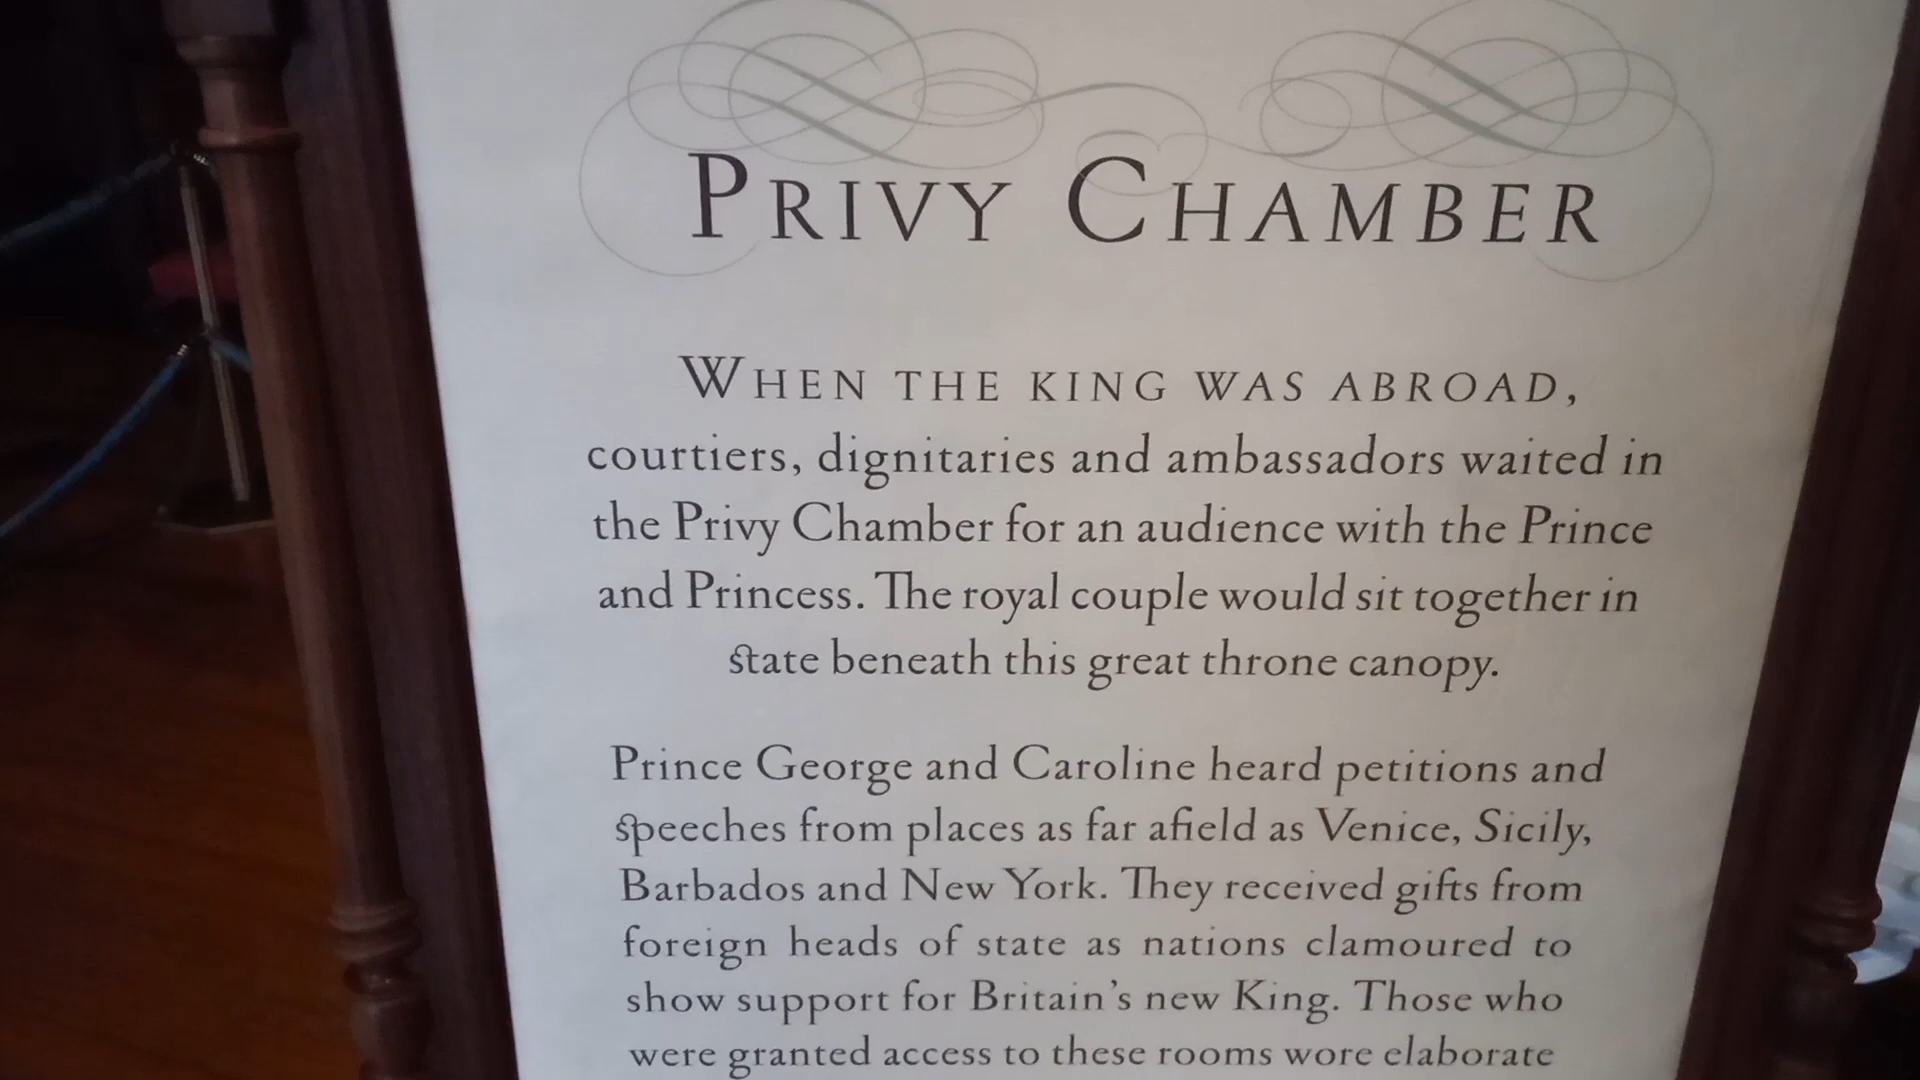 PRIVY CHAMBER
WHEN THE KING WAS ABROAD,
courtiers, dignitaries and ambassadors waited in
the Privy Chamber for an audience with the Prince
and Princess. The royal couple would sit together in
state beneath this great throne canopy.
Prince George and Caroline heard petitions and
speeches from places as far afield as Venice, Sicily,
Barbados and New York. They received gifts from
foreign heads of state as nations clamoured to
show support for Britain's new King. Those who
were granted access to these rooms wore elaborate